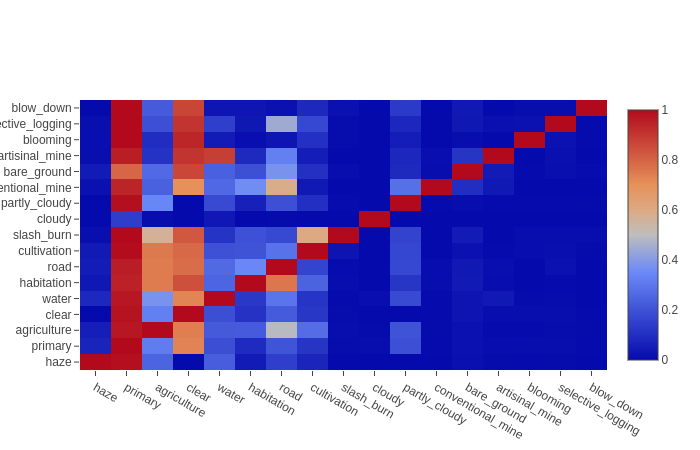 blow_down
ective_logging
blooming
artisinal_mine
bare_ground
entional_mine
partly_cloudy
cloudy
slash_burn
cultivation
road
habitation
water
clear
agriculture
primary
haze
haze
primary
agriculture
clear
water
habitation
road
cultivation
slash_burn
cloudy
partly_cloudy
conventional_mine
bare_ground
artisinal_mine
blooming
selective_logging
blow_down
1
0.8
0.6
0.4
0.2
0